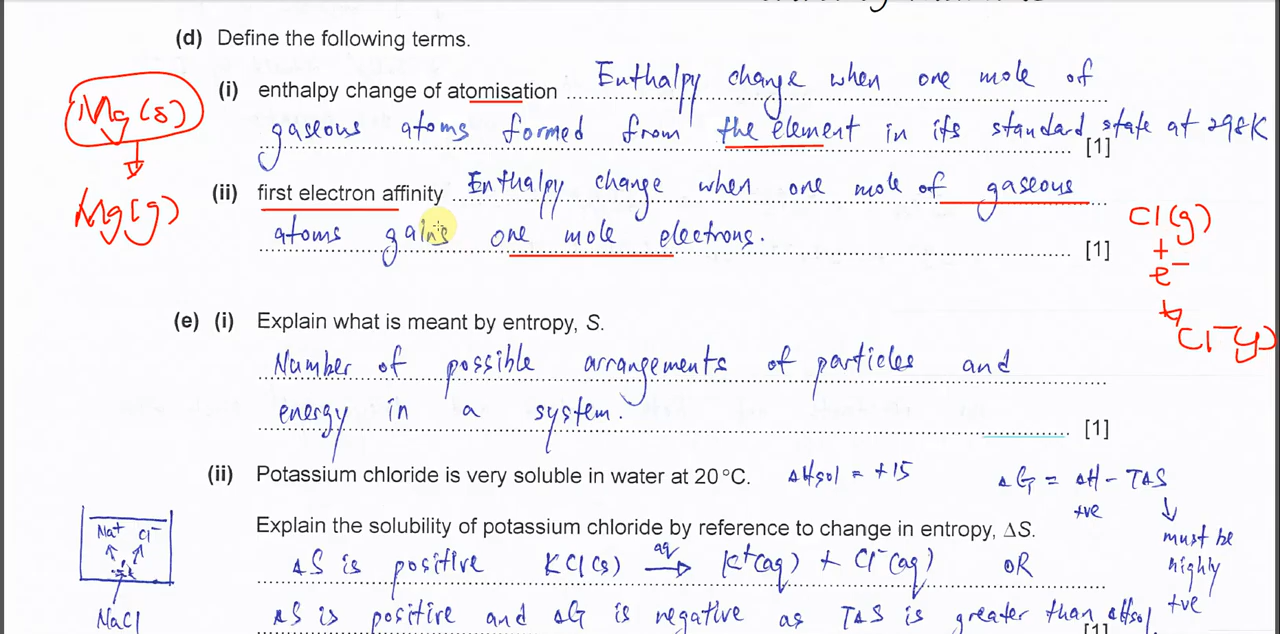 (d) Define the following terms.
Enthalpy change when one mole of
(i) enthalpy change of atomisation
Mg(s)
gaseous atoms formed from the element in its standard state at 298K
[1]
(ii) first electron affinity Enthalpy change when one mole of gaseous
Mg(g)
atoms gains one mole electrons.
[1]
Cl(g)
+
e⁻
Cl⁻(g)
(e) (i) Explain what is meant by entropy, S.
Number of possible arrangements of particles and
energy in a system.
[1]
(ii) Potassium chloride is very soluble in water at 20°C. ΔHsol = +15
ΔG = ΔH - TΔS
+ve
must be
highly
+ve
Explain the solubility of potassium chloride by reference to change in entropy, ΔS.
Na⁺ Cl⁻
NaCl
ΔS is positive KCl(s) aq → K⁺(aq) + Cl⁻(aq) OR
ΔS is positive and ΔG is negative as TΔS is greater than ΔHsol.
[1]